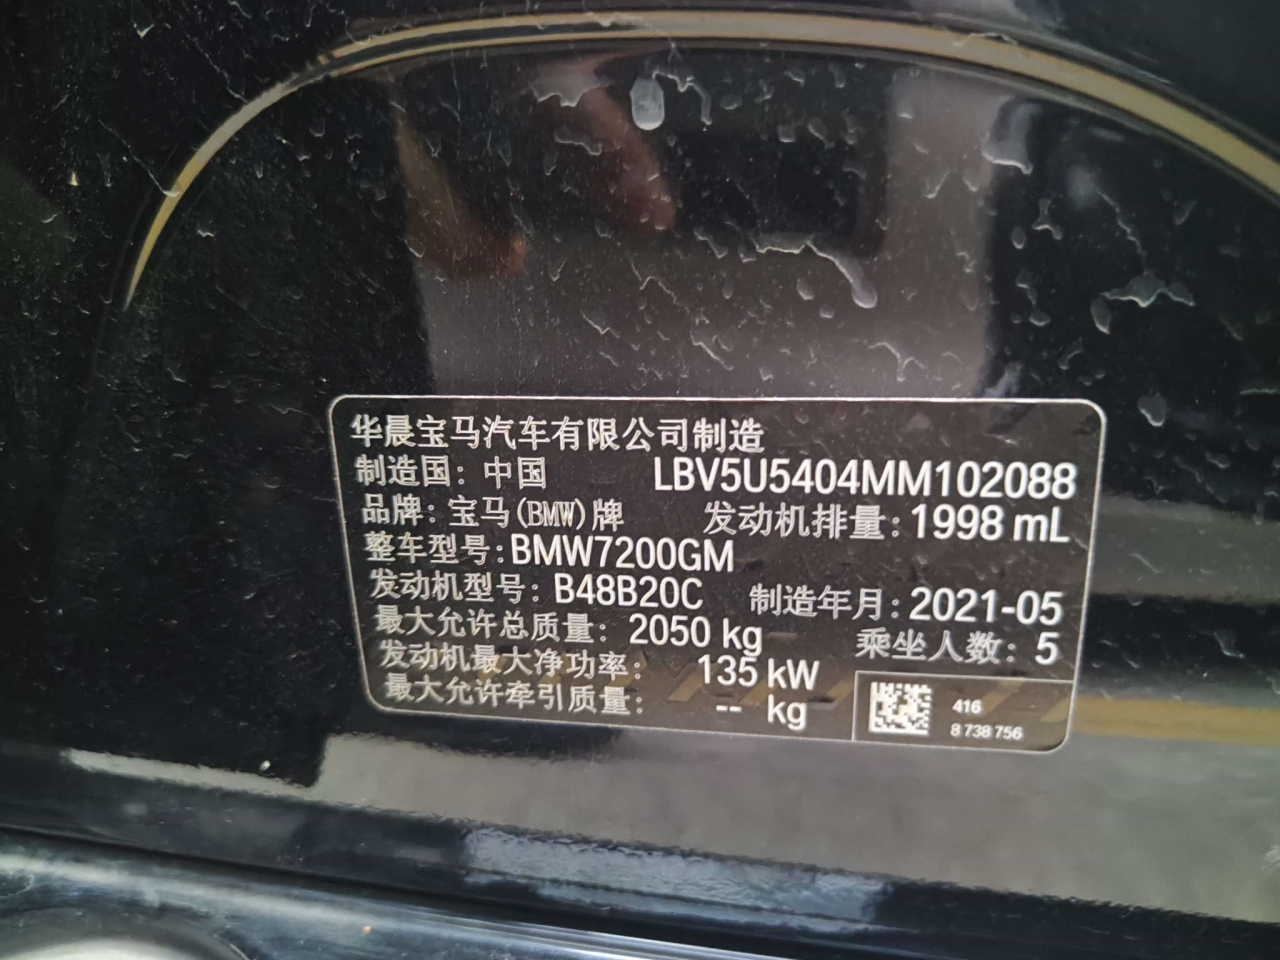 华晨宝马汽车有限公司制造
制造国：中国 LBV5U5404MM102088
品牌：宝马(BMW)牌 发动机排量：1998 mL
整车型号：BMW7200GM
发动机型号：B48B20C 制造年月：2021-05
最大允许总质量：2050 kg 乘坐人数：5
发动机最大净功率：135 kW
最大允许牵引质量：-- kg
416
8 738 756